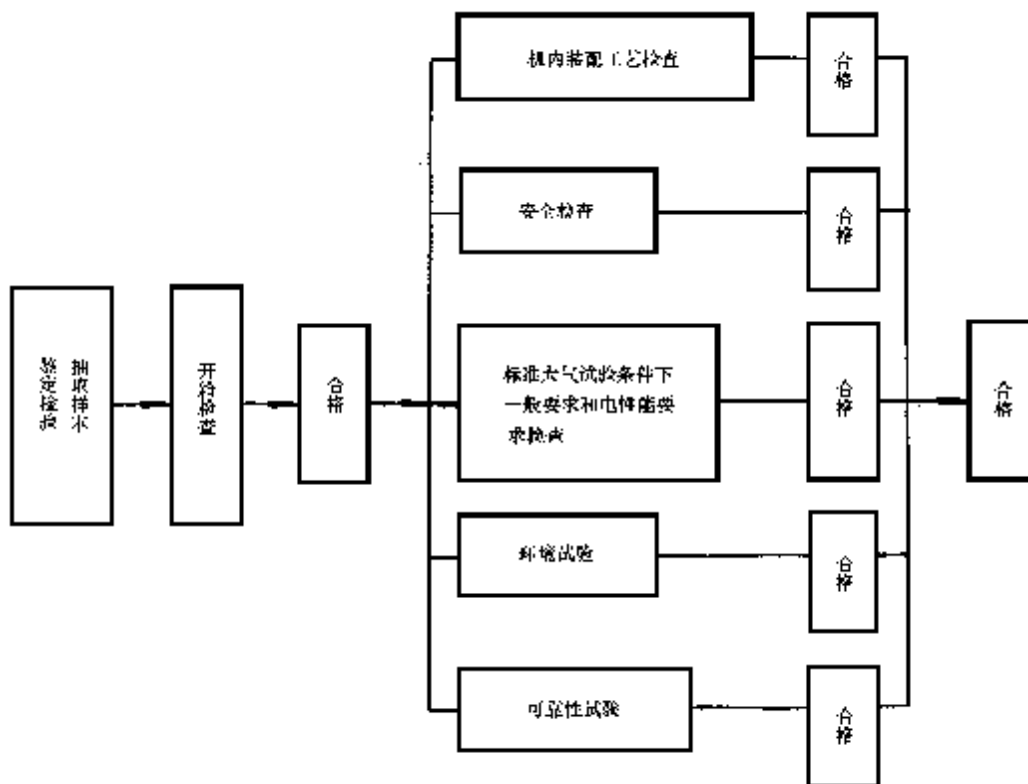 鉴定检验
抽取样本
开箱检查
合格
机内装配工艺检查
合格
安全检查
合格
标准大气试验条件下
一般要求和电性能要
求检查
合格
环境试验
合格
可靠性试验
合格
合格